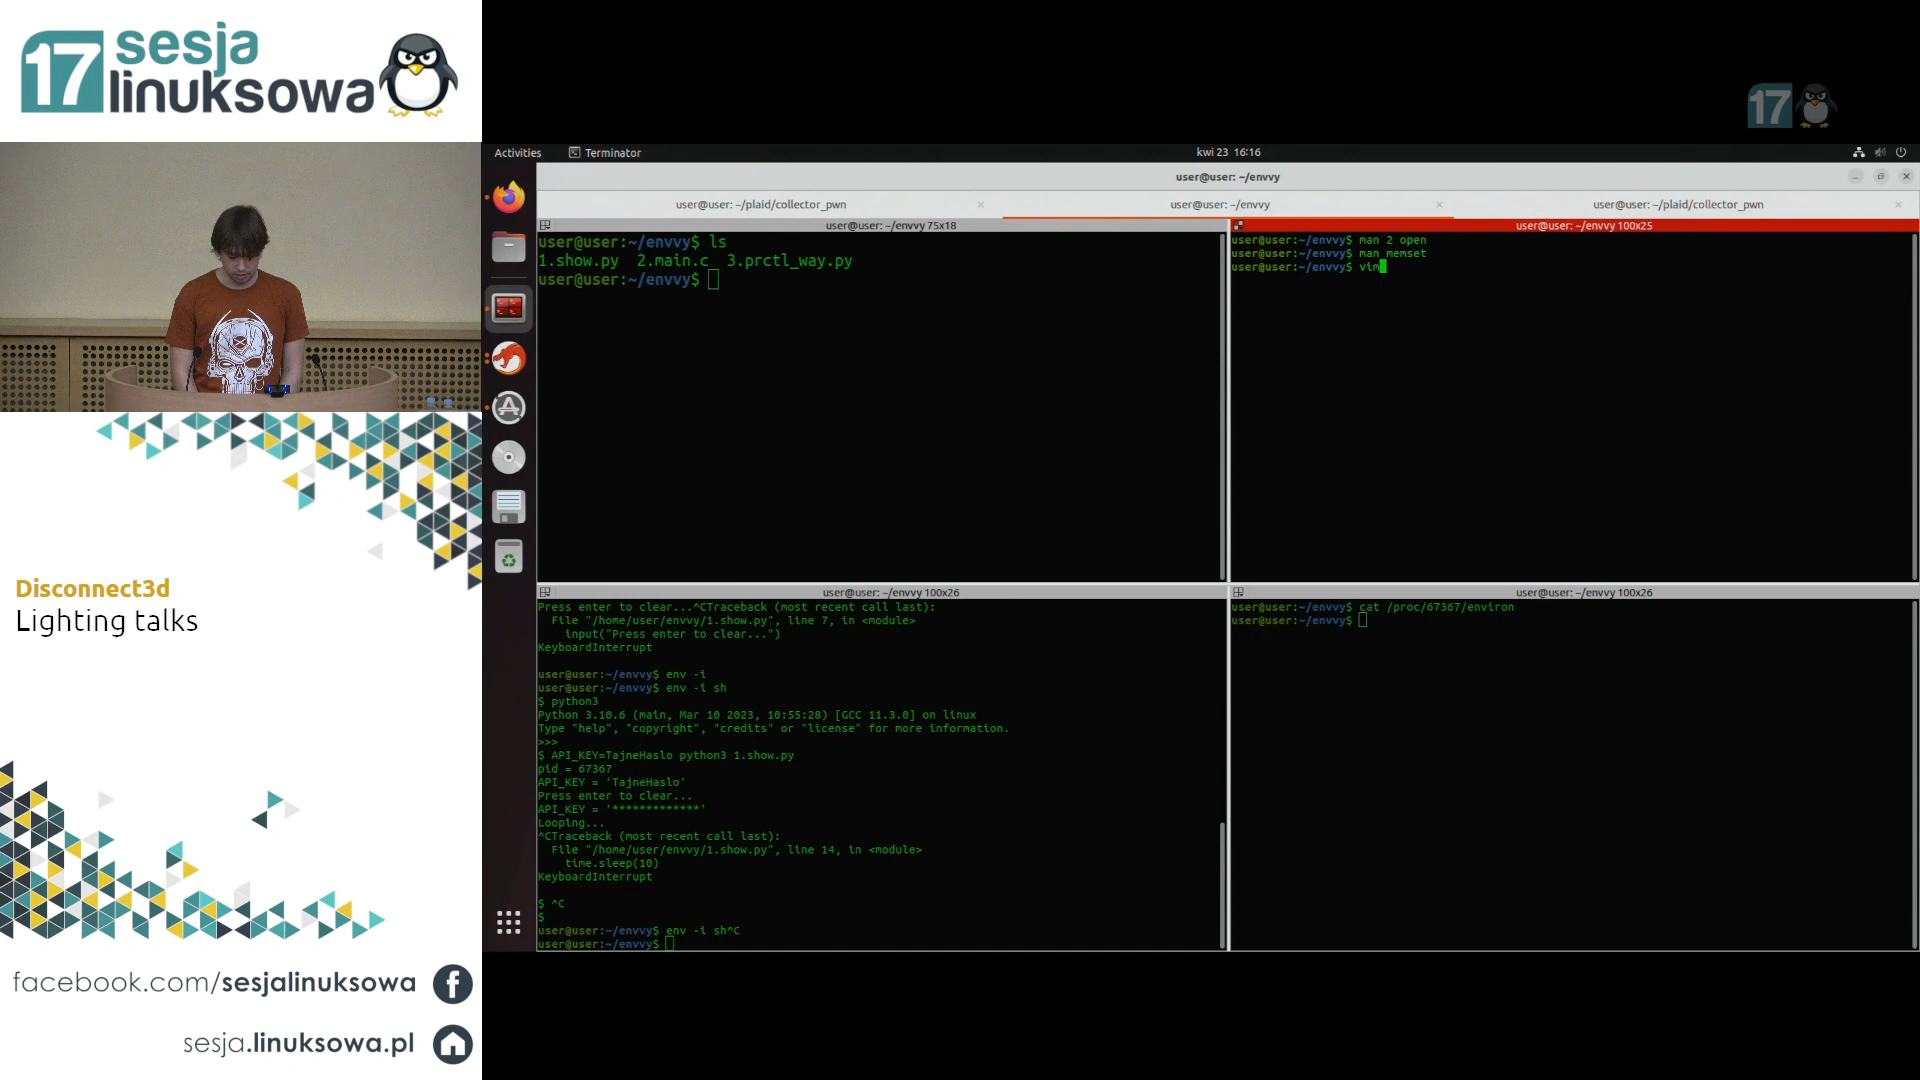 17 sesja
linuksowa
17
Activities
Terminator
kwi 23 16:16
user@user: ~/envvy
user@user: ~/plaid/collector_pwn
user@user: ~/envvy
user@user: ~/plaid/collector_pwn
user@user: ~/envvy 75x18
user@user:~/envvy$ ls
1.show.py 2.main.c 3.prctl_way.py
user@user:~/envvy$
user@user: ~/envvy 100x25
user@user:~/envvy$ man 2 open
user@user:~/envvy$ man memset
user@user:~/envvy$ vim
user@user: ~/envvy 100x26
Press enter to clear...^CTraceback (most recent call last):
File "/home/user/envvy/1.show.py", line 7, in <module>
input("Press enter to clear...")
KeyboardInterrupt
user@user:~/envvy$ env -i
user@user:~/envvy$ env -i sh
$ python3
Python 3.10.6 (main, Mar 10 2023, 10:55:28) [GCC 11.3.0] on linux
Type "help", "copyright", "credits" or "license" for more information.
>>>
$ API_KEY=TajneHaslo python3 1.show.py
pid = 67367
API_KEY = 'TajneHaslo'
Press enter to clear...
API_KEY = '*************'
Looping...
^CTraceback (most recent call last):
File "/home/user/envvy/1.show.py", line 14, in <module>
time.sleep(10)
KeyboardInterrupt
$ ^C
$
user@user:~/envvy$ env -i sh^C
user@user:~/envvy$
user@user: ~/envvy 100x26
user@user:~/envvy$ cat /proc/67367/environ
user@user:~/envvy$
Disconnect3d
Lighting talks
facebook.com/sesjalinuksowa
sesja.linuksowa.pl